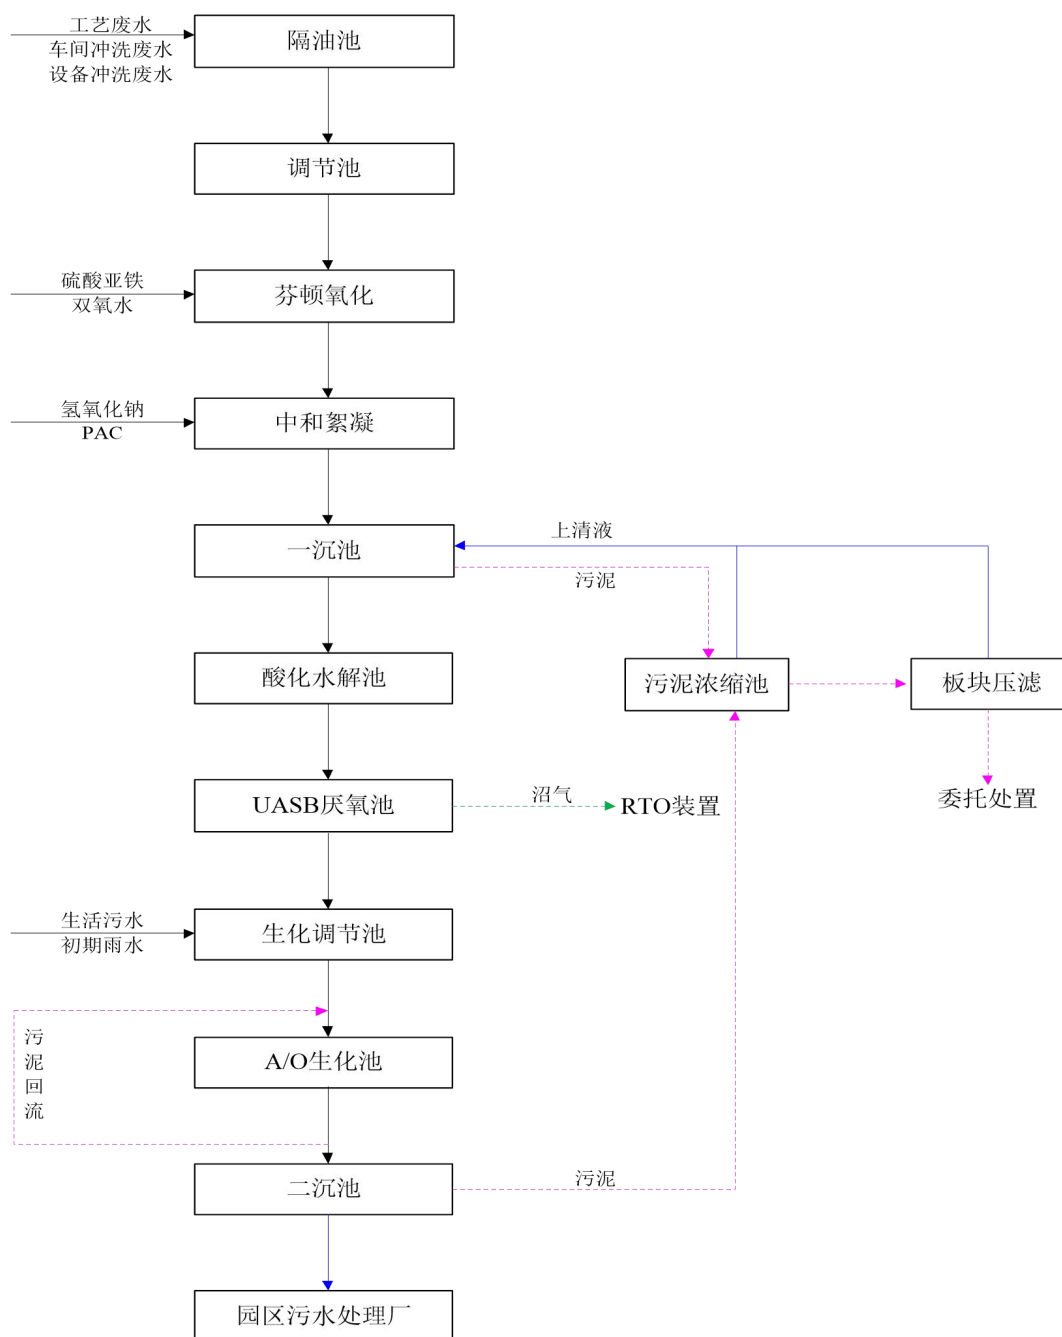 工艺废水
车间冲洗废水
设备冲洗废水
隔油池
调节池
硫酸亚铁
双氧水
芬顿氧化
氢氧化钠
PAC
中和絮凝
一沉池
上清液
污泥
酸化水解池
污泥浓缩池
板块压滤
UASB厌氧池
沼气
RTO装置
委托处置
生活污水
初期雨水
生化调节池
污
泥
回
流
A/O生化池
二沉池
污泥
园区污水处理厂